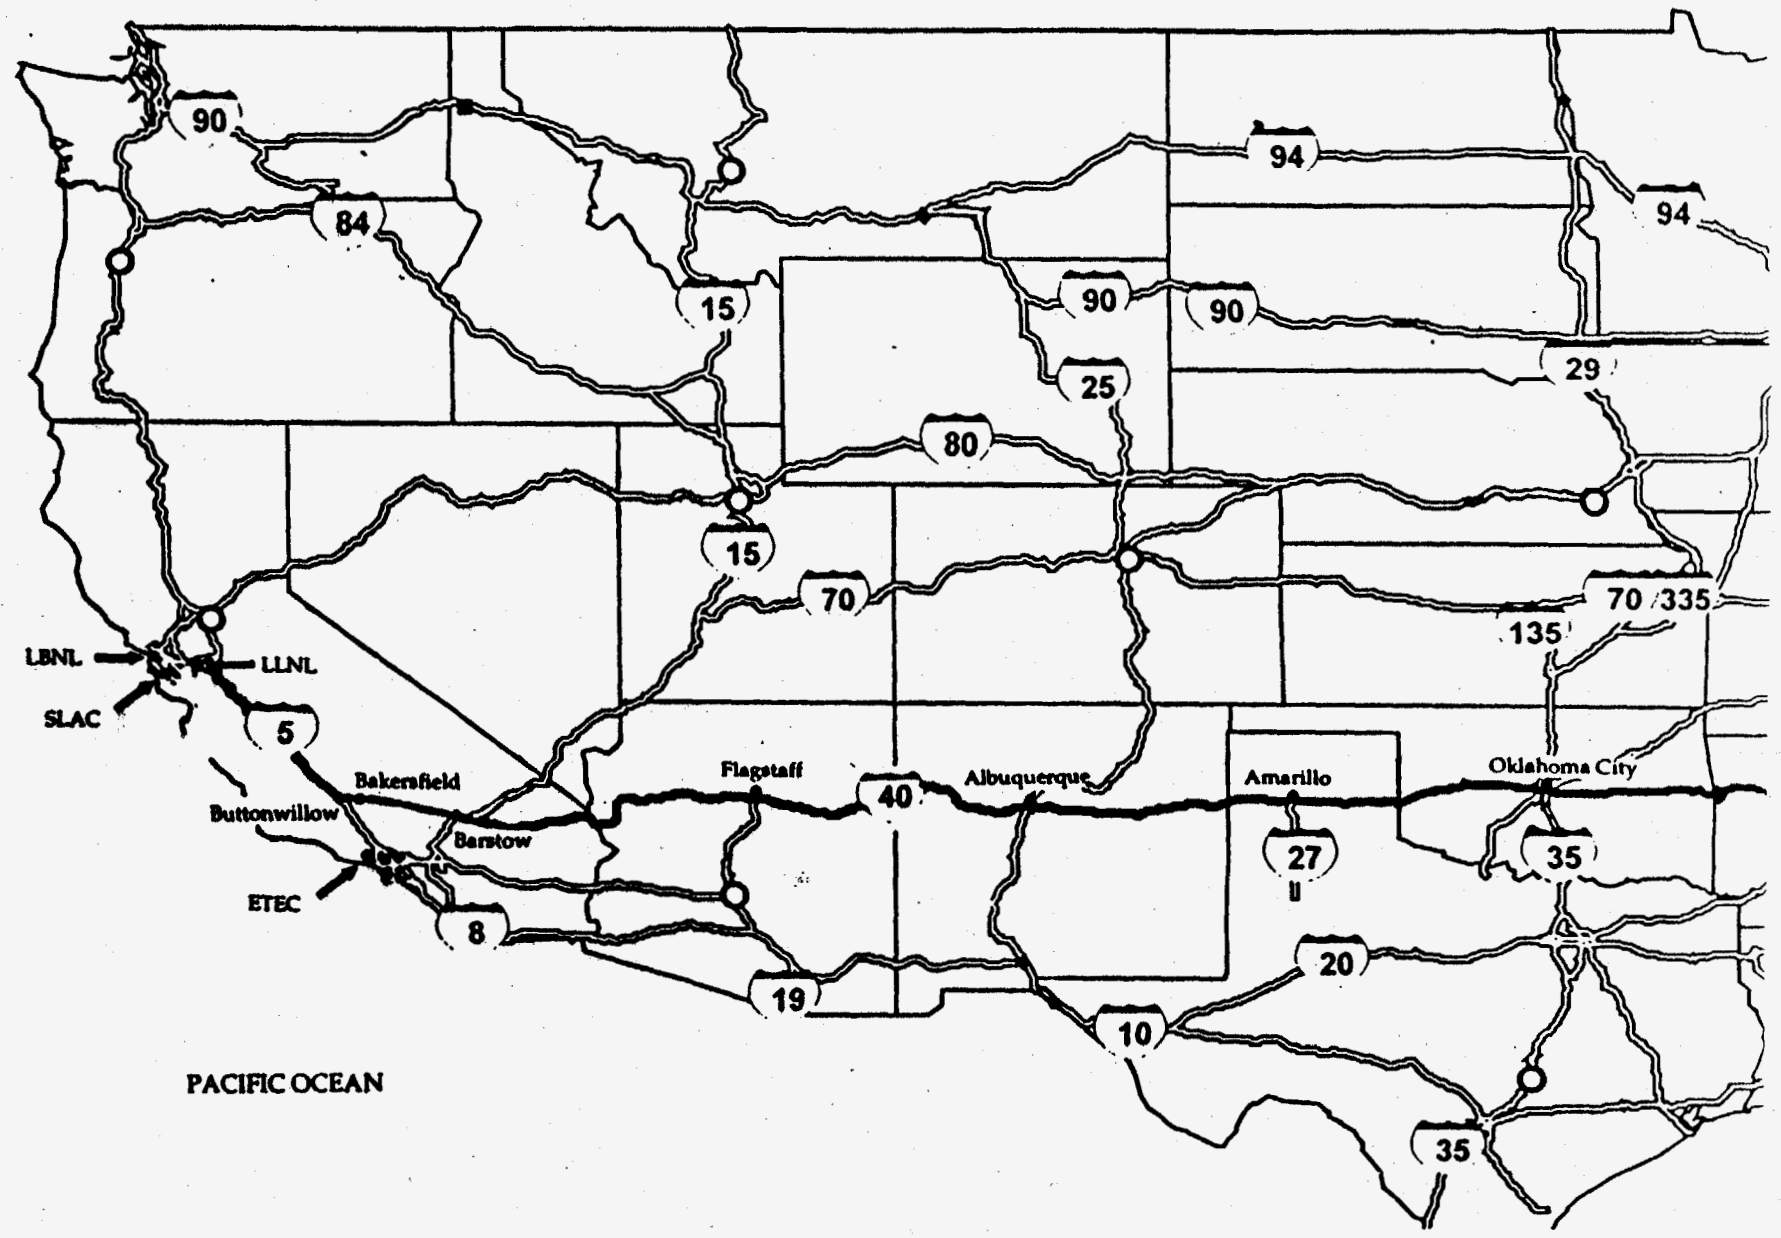 90
94
94
84
15
90
90
25
29
80
15
70
70
335
135
LBNL
LLNL
SLAC
5
Bakersfield
Flagstaff
40
Albuquerque
Amarillo
Oklahoma City
Buttonwillow
Barstow
27
35
ETEC
8
20
19
10
PACIFIC OCEAN
35